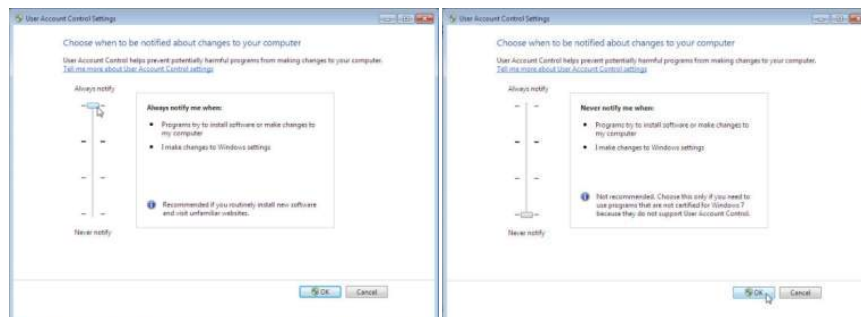 User Account Control Settings
Choose when to be notified about changes to your computer
User Account Control helps prevent potentially harmful programs from making changes to your computer.
Tell me more about User Account Control settings
Always notify
Always notify me when:
• Programs try to install software or make changes to
my computer
• I make changes to Windows settings
Recommended if you routinely install new software
and visit unfamiliar websites.
Never notify
OK
Cancel
User Account Control Settings
Choose when to be notified about changes to your computer
User Account Control helps prevent potentially harmful programs from making changes to your computer.
Tell me more about User Account Control settings
Always notify
Never notify me when:
• Programs try to install software or make changes to
my computer
• I make changes to Windows settings
Not recommended. Choose this only if you need to
use programs that are not certified for Windows 7
because they do not support User Account Control.
Never notify
OK
Cancel